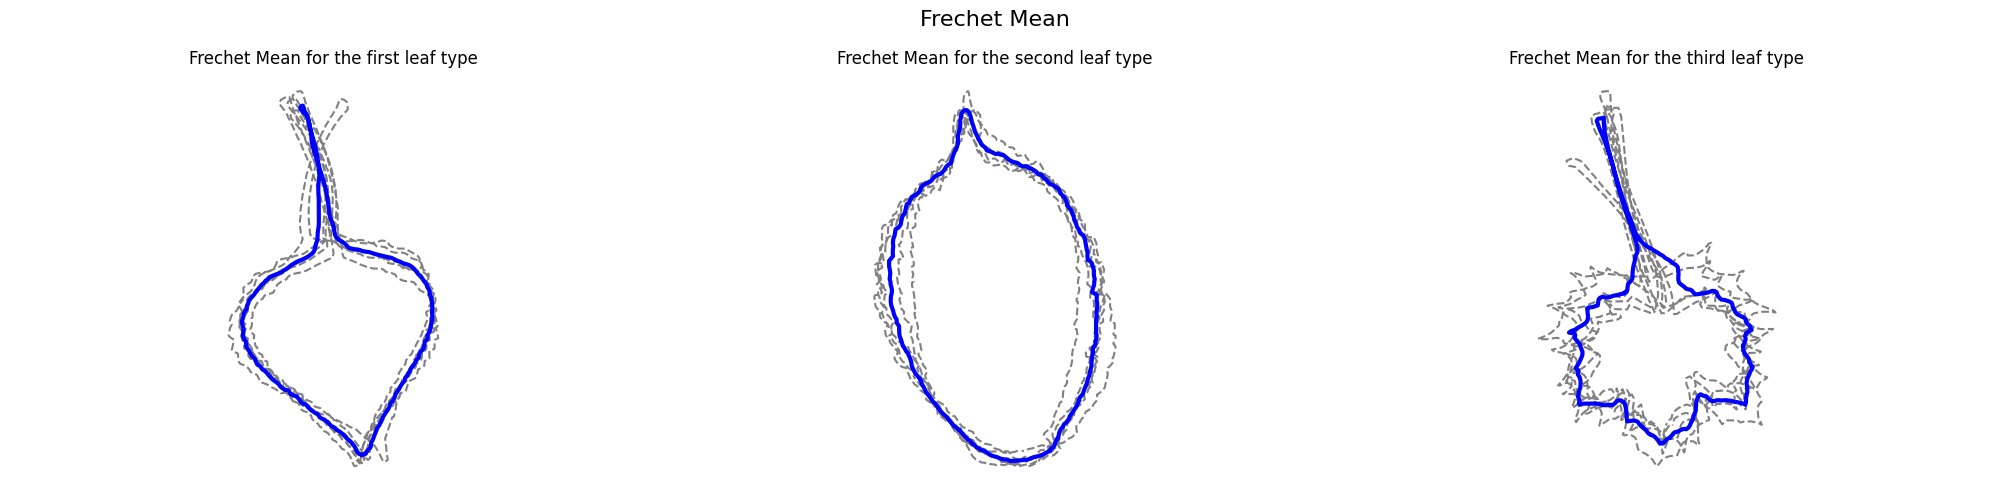 Frechet Mean
Frechet Mean for the first leaf type
Frechet Mean for the second leaf type
Frechet Mean for the third leaf type